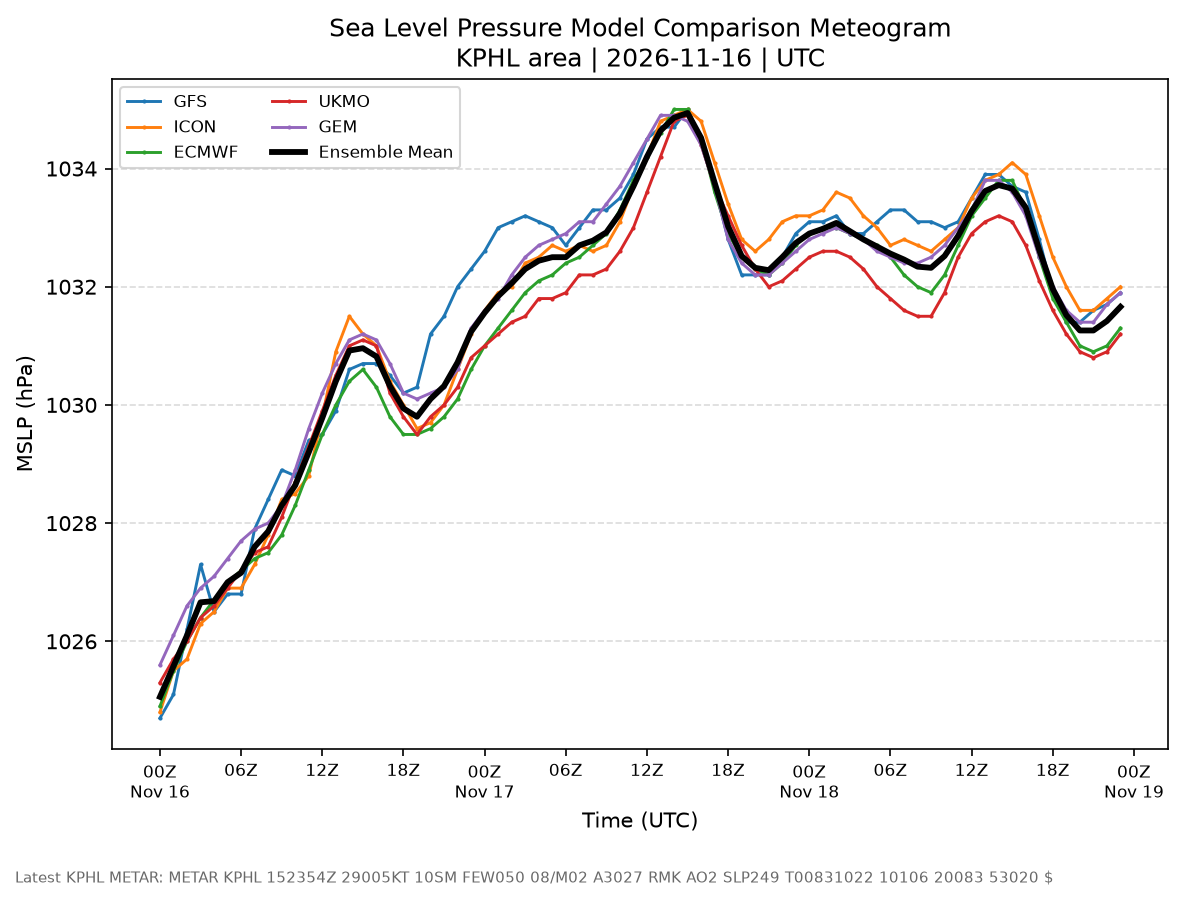 Sea Level Pressure Model Comparison Meteogram
KPHL area | 2026-11-16 | UTC
GFS
ICON
ECMWF
UKMO
GEM
Ensemble Mean
MSLP (hPa)
1034
1032
1030
1028
1026
00Z 06Z 12Z 18Z 00Z 06Z 12Z 18Z 00Z 06Z 12Z 18Z 00Z
Nov 16 Nov 17 Nov 18 Nov 19
Time (UTC)
Latest KPHL METAR: METAR KPHL 152354Z 29005KT 10SM FEW050 08/M02 A3027 RMK AO2 SLP249 T00831022 10106 20083 53020 $